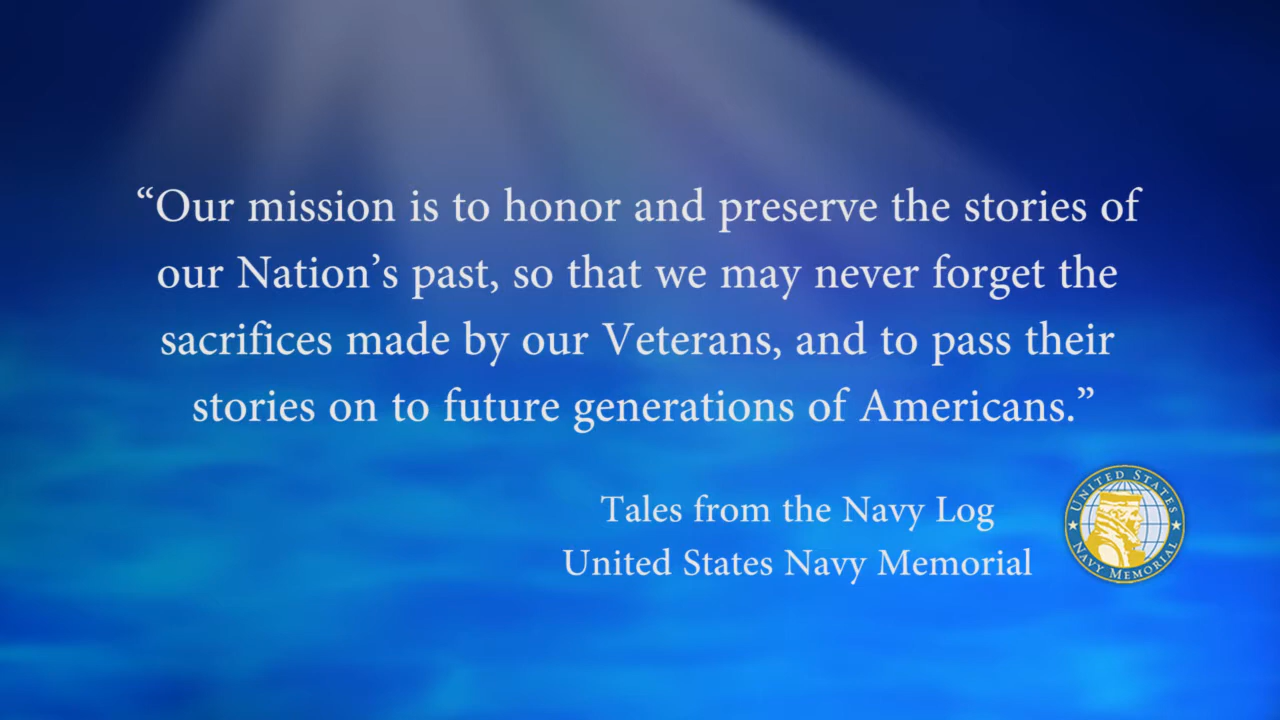 “Our mission is to honor and preserve the stories of
our Nation’s past, so that we may never forget the
sacrifices made by our Veterans, and to pass their
stories on to future generations of Americans.”
Tales from the Navy Log
United States Navy Memorial
UNITED STATES
NAVY MEMORIAL